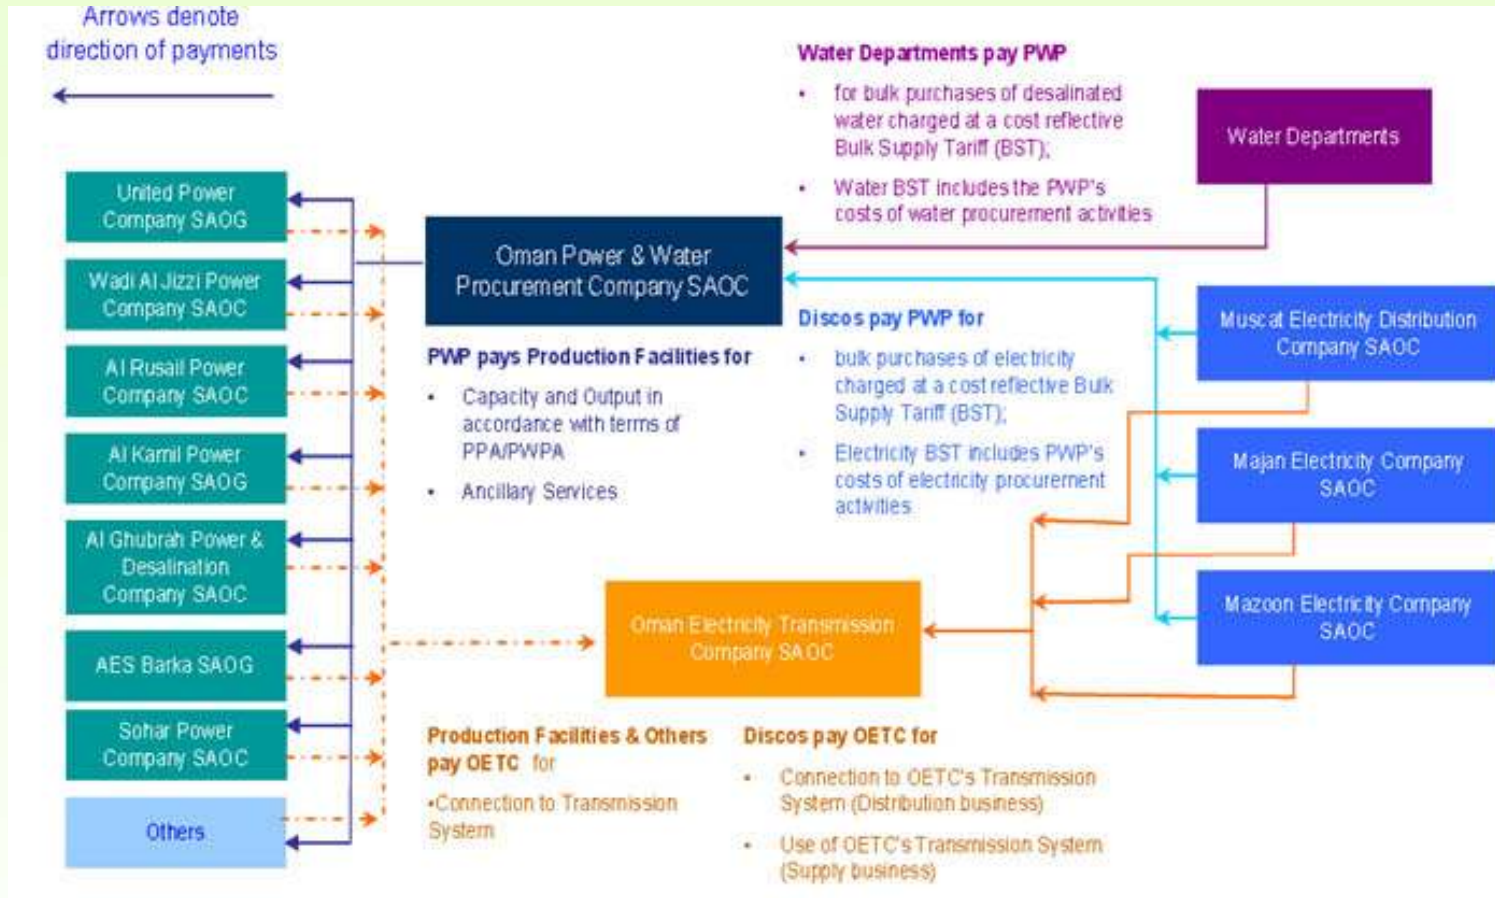 Arrows denote
direction of payments
United Power
Company SAOG
Wadi Al Jizzi Power
Company SAOC
Al Rusail Power
Company SAOC
Al Kamil Power
Company SAOG
Al Ghubrah Power &
Desalination
Company SAOC
AES Barka SAOG
Sohar Power
Company SAOC
Others
Oman Power & Water
Procurement Company SAOC
PWP pays Production Facilities for
• Capacity and Output in
accordance with terms of
PPA/PWPA
• Ancillary Services
Water Departments pay PWP
• for bulk purchases of desalinated
water charged at a cost reflective
Bulk Supply Tariff (BST);
• Water BST includes the PWP's
costs of water procurement activities
Water Departments
Discos pay PWP for
• bulk purchases of electricity
charged at a cost reflective Bulk
Supply Tariff (BST);
• Electricity BST includes PWP's
costs of electricity procurement
activities
Muscat Electricity Distribution
Company SAOC
Majan Electricity Company
SAOC
Mazoon Electricity Company
SAOC
Oman Electricity Transmission
Company SAOC
Production Facilities & Others
pay OETC for
•Connection to Transmission
System
Discos pay OETC for
• Connection to OETC's Transmission
System (Distribution business)
• Use of OETC's Transmission System
(Supply business)